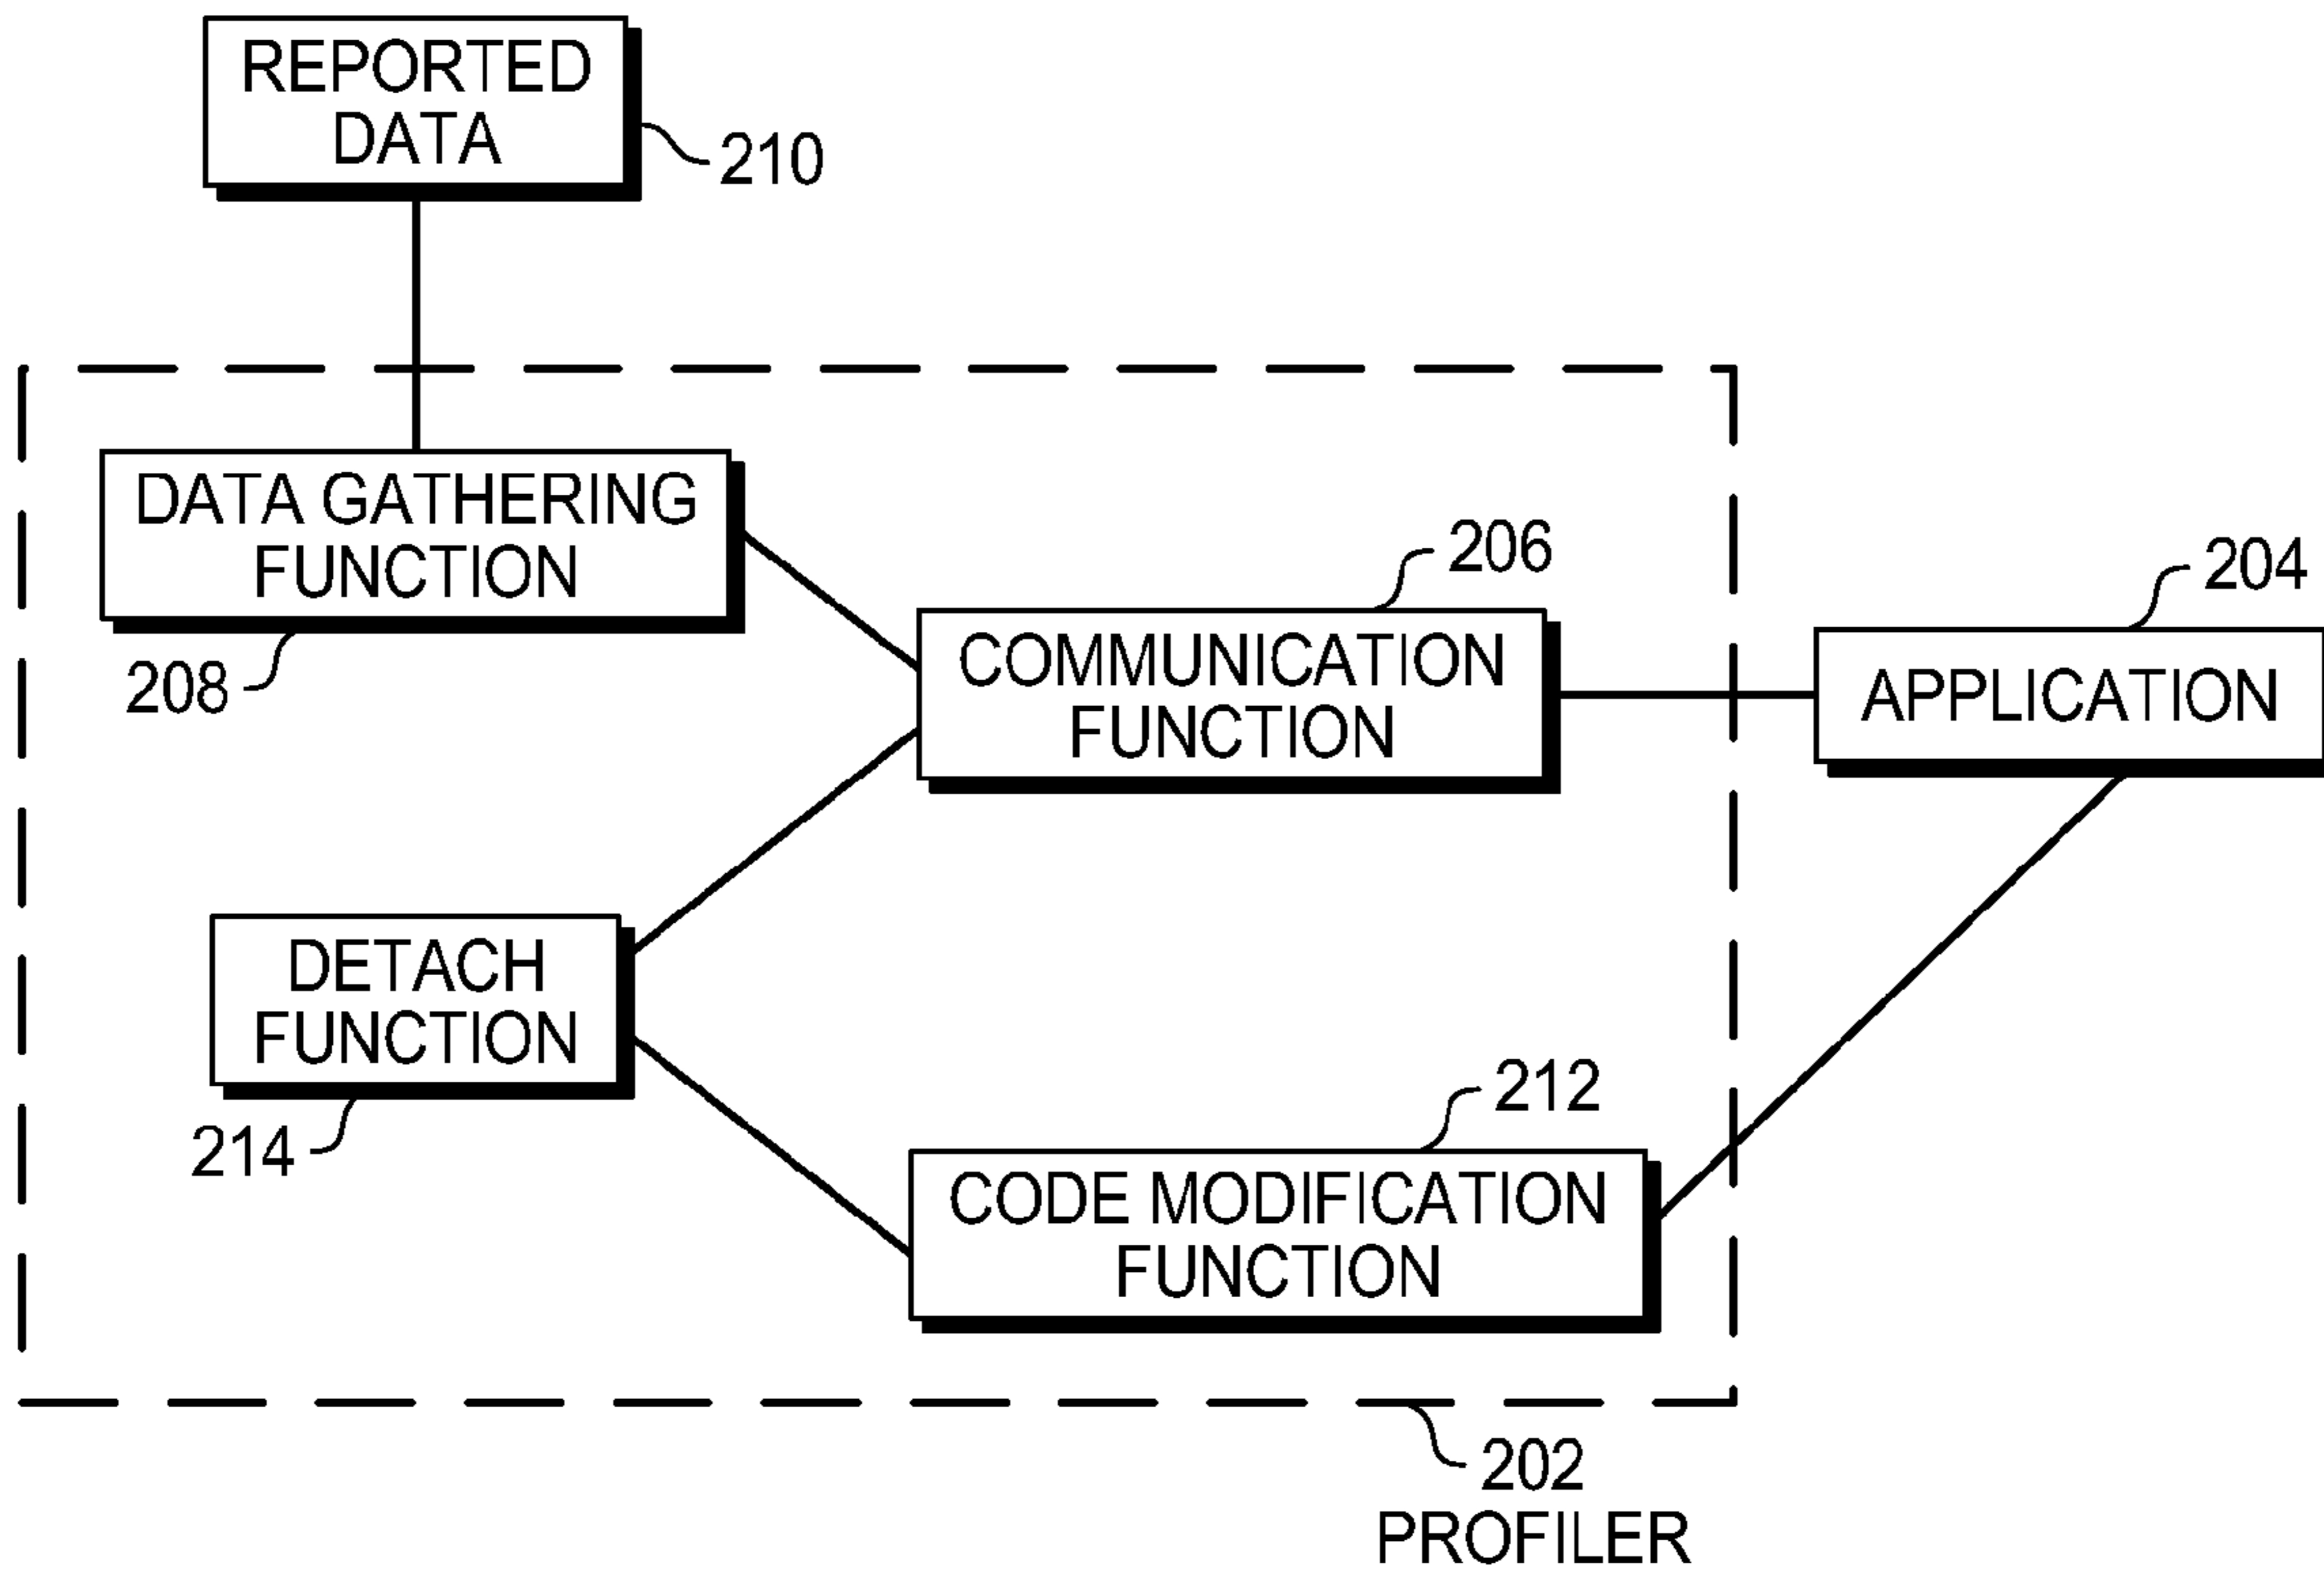 REPORTED
DATA
210
DATA GATHERING
FUNCTION
208
206
COMMUNICATION
FUNCTION
204
APPLICATION
DETACH
FUNCTION
214
212
CODE MODIFICATION
FUNCTION
202
PROFILER